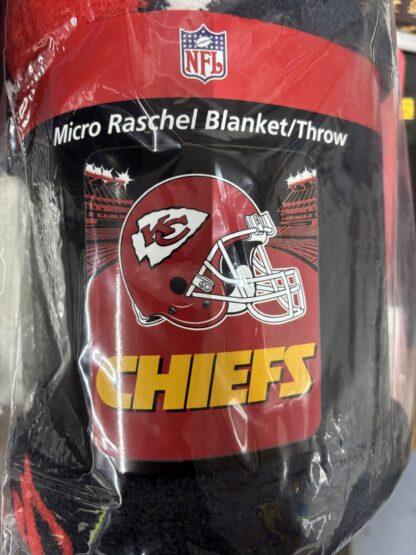 NFL
Micro Raschel Blanket/Throw
KC
CHIEFS